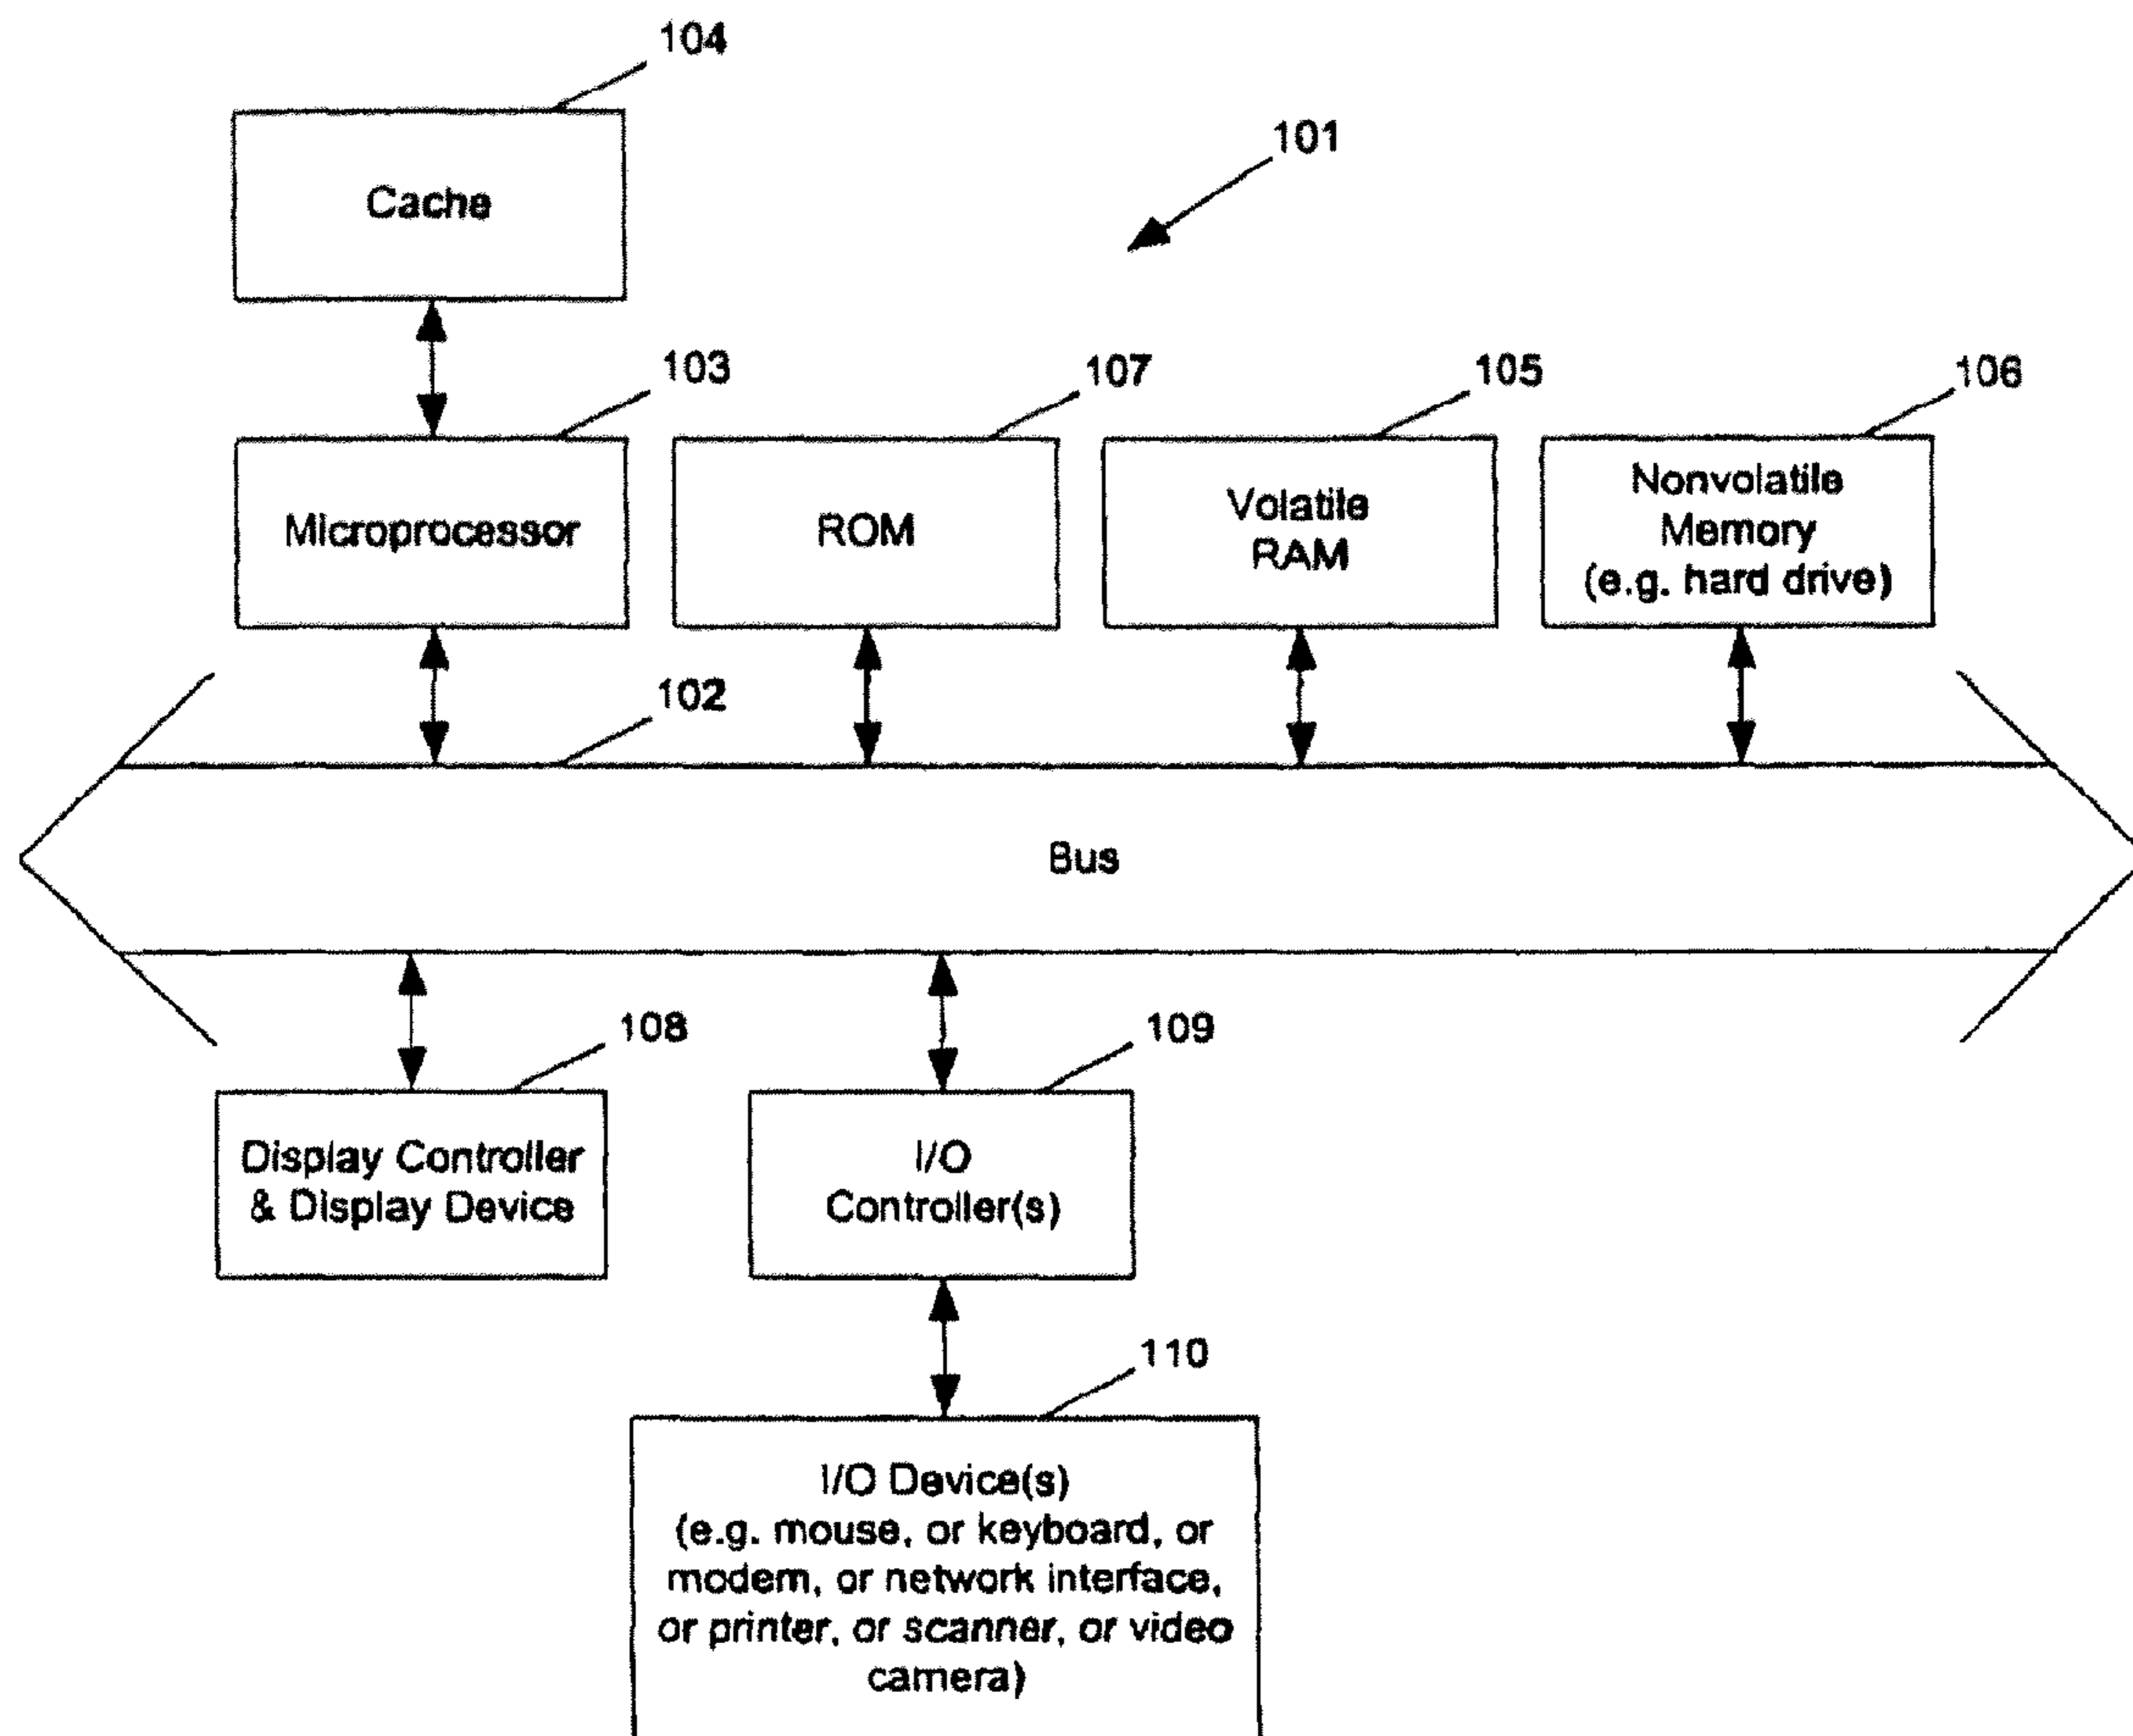 104
Cache
101
103
107
105
106
Microprocessor
ROM
Volatile
RAM
Nonvolatile
Memory
(e.g. hard drive)
102
Bus
108
109
Display Controller
& Display Device
I/O
Controller(s)
110
I/O Device(s)
(e.g. mouse, or keyboard, or
modem, or network interface,
or printer, or scanner, or video
camera)